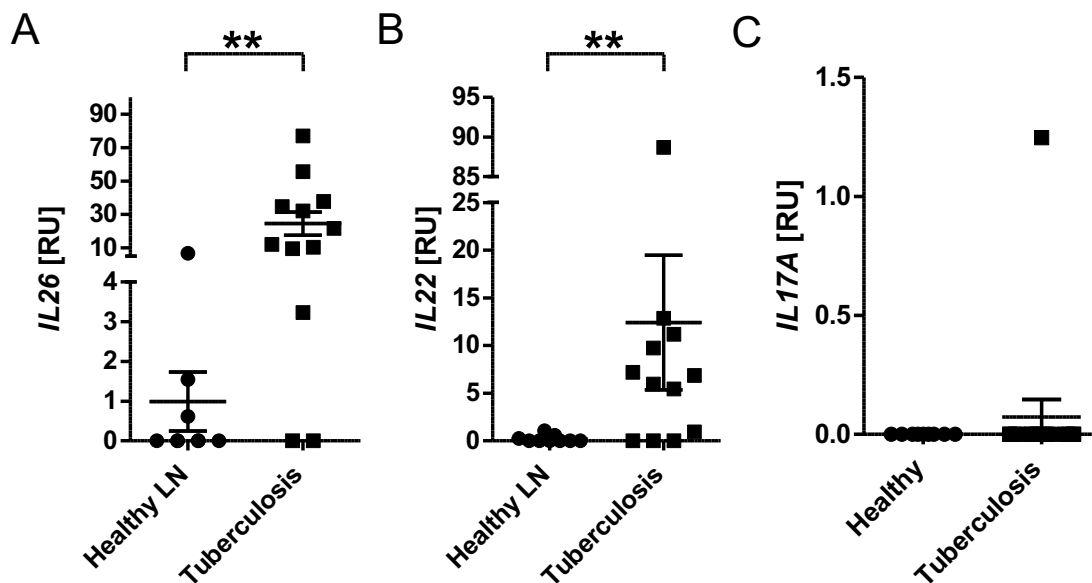 A
**
IL26 [RU]
90
70
50
30
10
4
3
2
1
0
Healthy LN
Tuberculosis
B
**
IL22 [RU]
95
90
85
25
20
15
10
5
0
Healthy LN
Tuberculosis
C
IL17A [RU]
1.5
1.0
0.5
0.0
Healthy
Tuberculosis